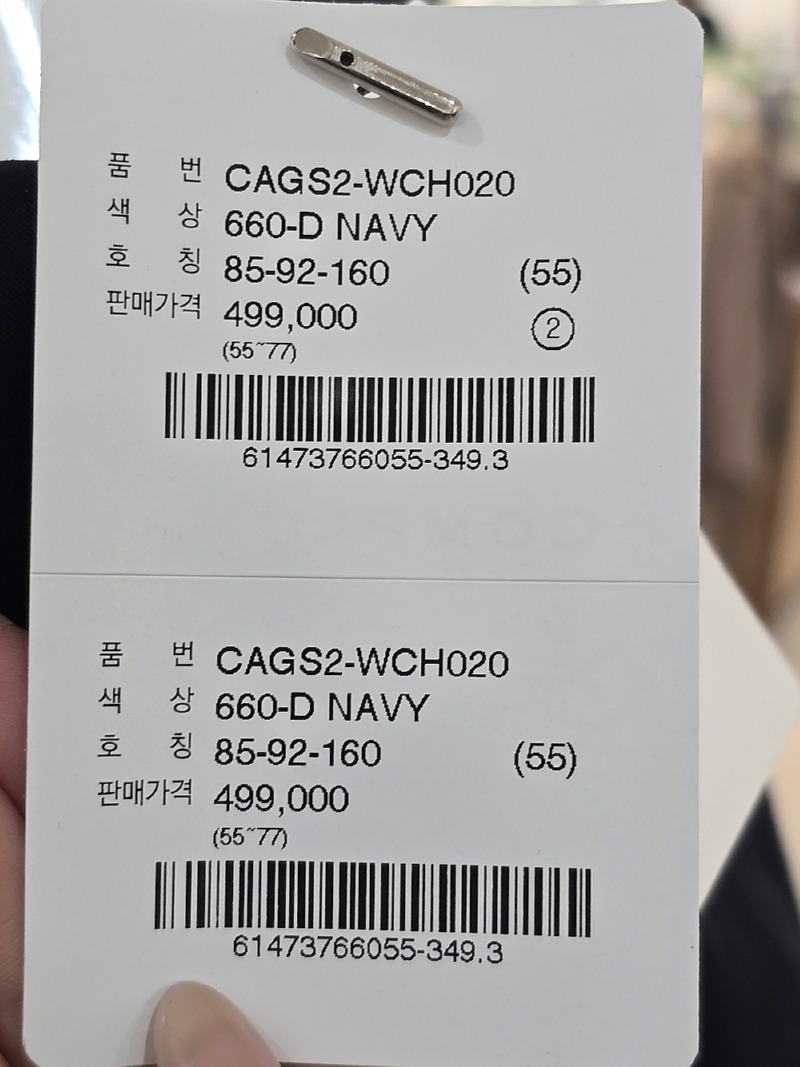 품 번 CAGS2-WCH020
색 상 660-D NAVY
호 칭 85-92-160 (55)
판매가격 499,000 ②
(55~77)
61473766055-349.3
품 번 CAGS2-WCH020
색 상 660-D NAVY
호 칭 85-92-160 (55)
판매가격 499,000
(55~77)
61473766055-349.3